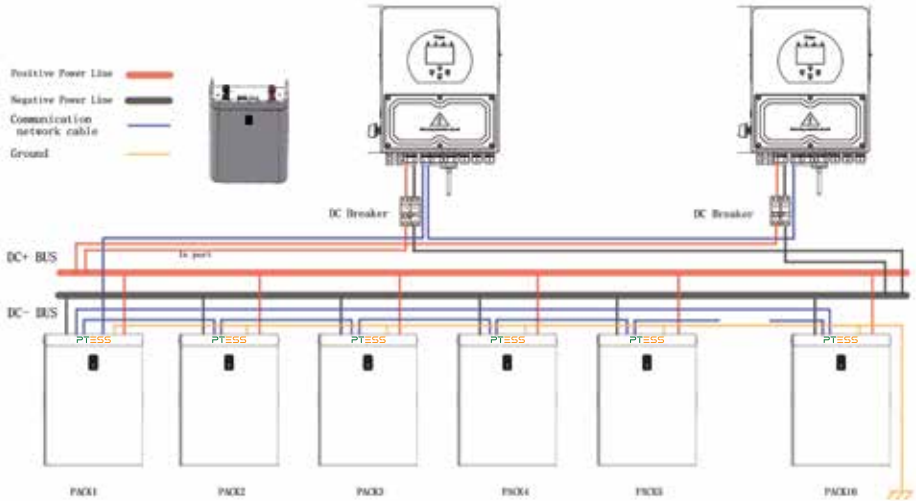 Positive Power Line
Negative Power Line
Communication
network cable
Ground
DC Breaker
DC Breaker
DC+ BUS
In port
DC- BUS
PTESS
PTESS
PTESS
PTESS
PTESS
PTESS
PACK1
PACK2
PACK3
PACK4
PACK5
PACK16